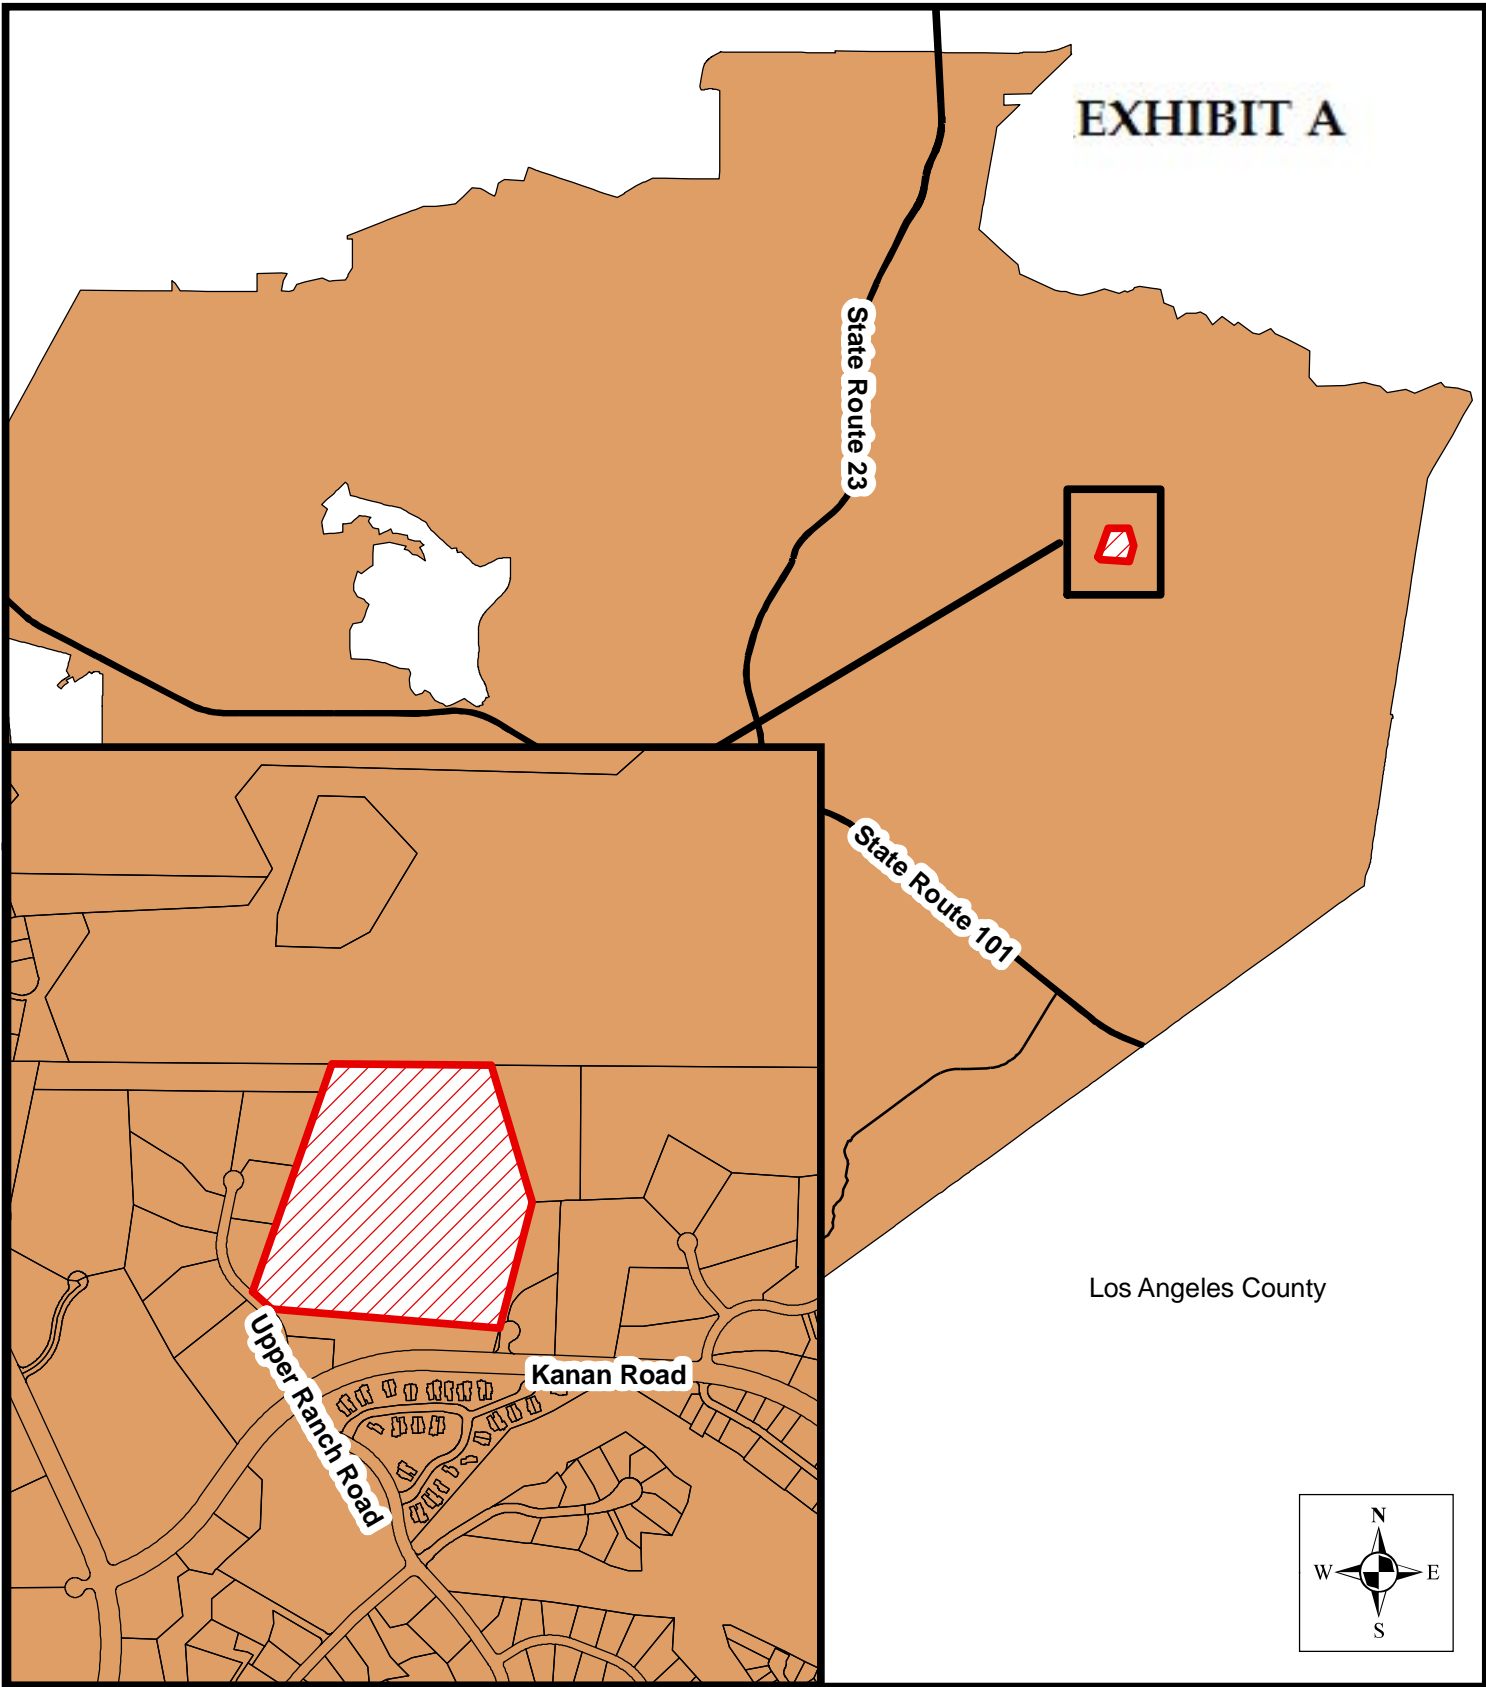 EXHIBIT A
State Route 23
State Route 101
Los Angeles County
Upper Ranch Road
Kanan Road
N
W
E
S